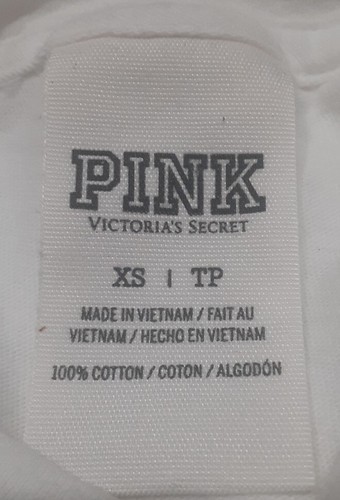 PINK
VICTORIA'S SECRET
XS | TP
MADE IN VIETNAM / FAIT AU
VIETNAM / HECHO EN VIETNAM
100% COTTON / COTON / ALGODÓN